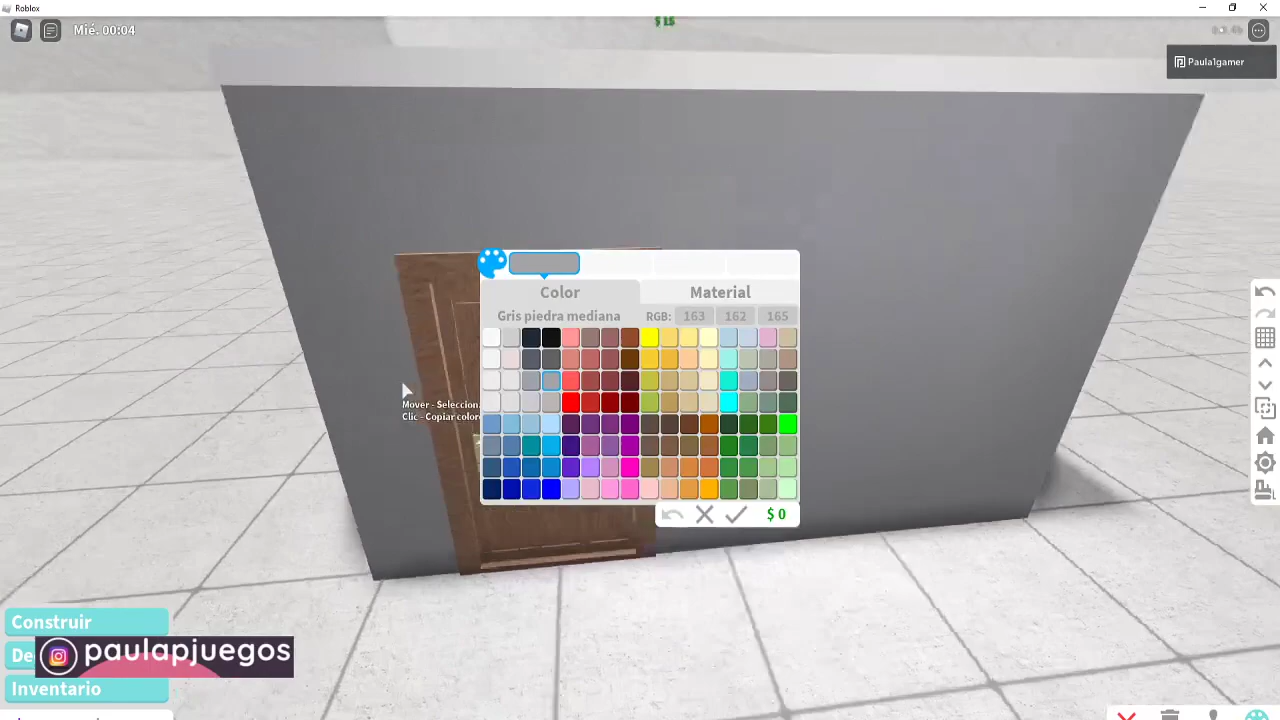 Roblox
Mié. 00:04
$ 1$
Paula1gamer
Color
Material
Gris piedra mediana
RGB: 163 162 165
Mover - Seleccion
Clic - Copiar color
$ 0
Construir
De
paulapjuegos
Inventario